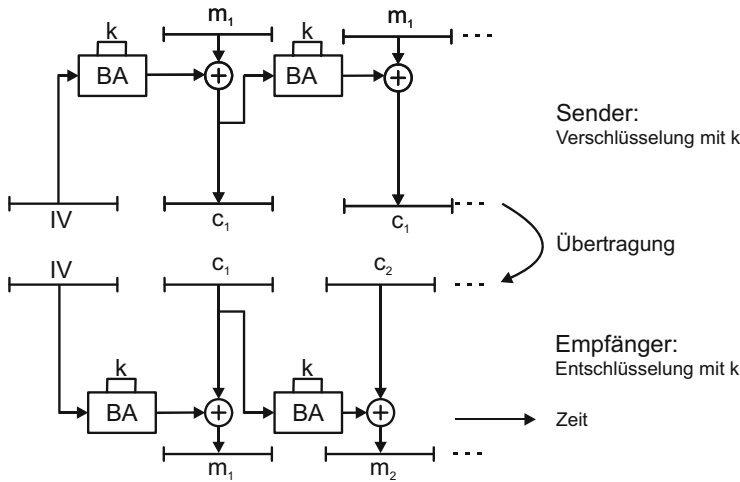 k m₁ k m₁
BA + BA +
Sender:
Verschlüsselung mit k
IV c₁ c₁
Übertragung
IV c₁ c₂
Empfänger:
k k
Entschlüsselung mit k
BA + BA +
Zeit
m₁ m₂